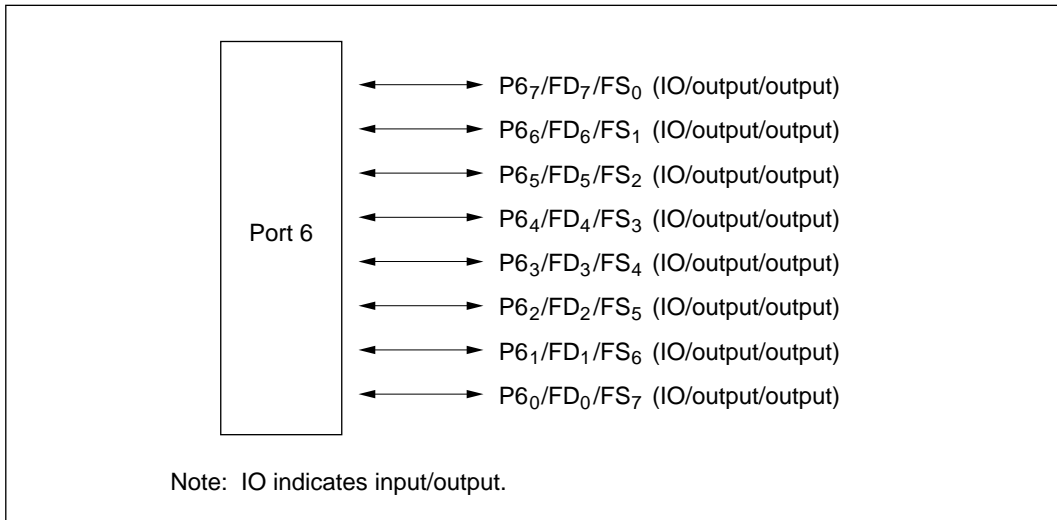 P6₇/FD₇/FS₀ (IO/output/output)
P6₆/FD₆/FS₁ (IO/output/output)
P6₅/FD₅/FS₂ (IO/output/output)
P6₄/FD₄/FS₃ (IO/output/output)
Port 6
P6₃/FD₃/FS₄ (IO/output/output)
P6₂/FD₂/FS₅ (IO/output/output)
P6₁/FD₁/FS₆ (IO/output/output)
P6₀/FD₀/FS₇ (IO/output/output)
Note: IO indicates input/output.